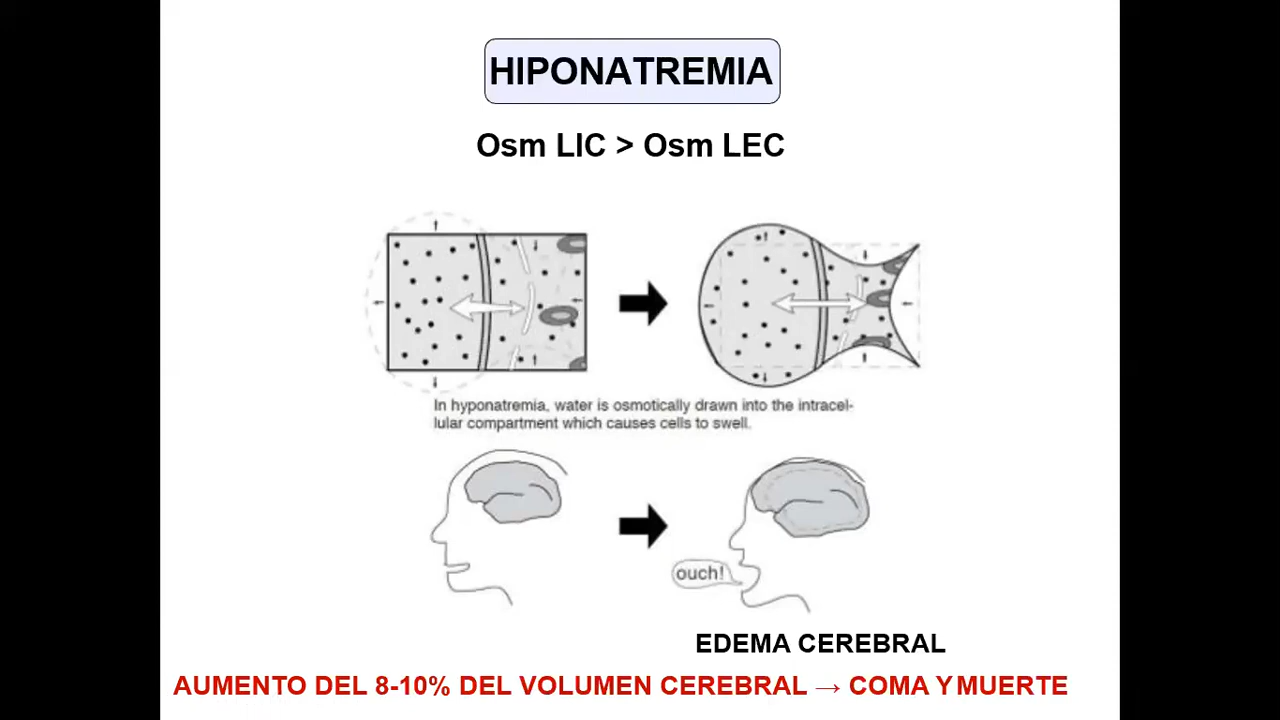 HIPONATREMIA
Osm LIC > Osm LEC
In hyponatremia, water is osmotically drawn into the intracel-
lular compartment which causes cells to swell.
ouch!
EDEMA CEREBRAL
AUMENTO DEL 8-10% DEL VOLUMEN CEREBRAL → COMA Y MUERTE